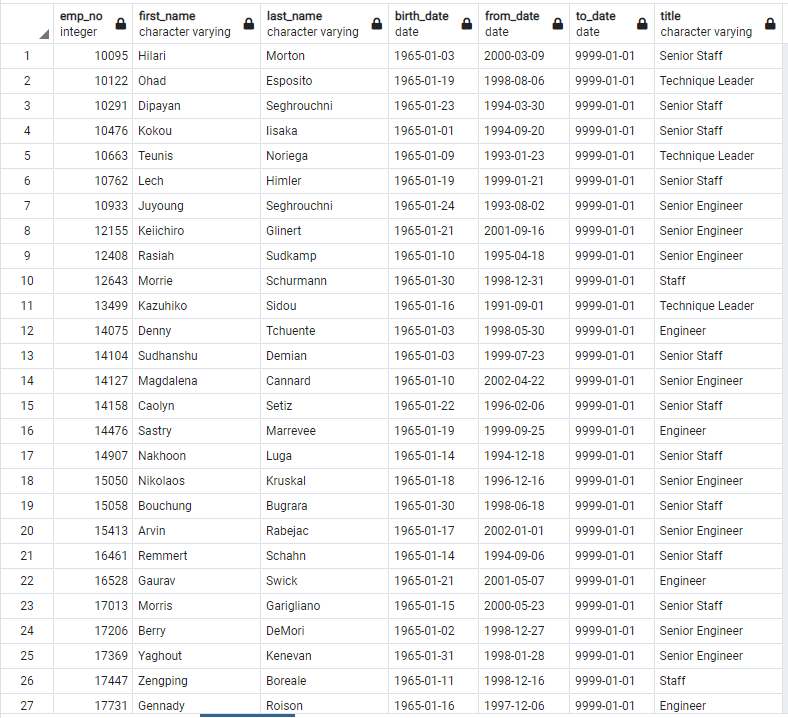 emp_no first_name last_name birth_date from_date to_date title
integer character varying character varying date date date character varying
1 10095 Hilari Morton 1965-01-03 2000-03-09 9999-01-01 Senior Staff
2 10122 Ohad Esposito 1965-01-19 1998-08-06 9999-01-01 Technique Leader
3 10291 Dipayan Seghrouchni 1965-01-23 1994-03-30 9999-01-01 Senior Staff
4 10476 Kokou Iisaka 1965-01-01 1994-09-20 9999-01-01 Senior Staff
5 10663 Teunis Noriega 1965-01-09 1993-01-23 9999-01-01 Technique Leader
6 10762 Lech Himler 1965-01-19 1999-01-21 9999-01-01 Senior Staff
7 10933 Juyoung Seghrouchni 1965-01-24 1993-08-02 9999-01-01 Senior Engineer
8 12155 Keiichiro Glinert 1965-01-21 2001-09-16 9999-01-01 Senior Engineer
9 12408 Rasiah Sudkamp 1965-01-10 1995-04-18 9999-01-01 Senior Engineer
10 12643 Morrie Schurmann 1965-01-30 1998-12-31 9999-01-01 Staff
11 13499 Kazuhiko Sidou 1965-01-16 1991-09-01 9999-01-01 Technique Leader
12 14075 Denny Tchuente 1965-01-03 1998-05-30 9999-01-01 Engineer
13 14104 Sudhanshu Demian 1965-01-03 1999-07-23 9999-01-01 Senior Staff
14 14127 Magdalena Cannard 1965-01-10 2002-04-22 9999-01-01 Senior Engineer
15 14158 Caolyn Setiz 1965-01-22 1996-02-06 9999-01-01 Senior Staff
16 14476 Sastry Marrevee 1965-01-19 1999-09-25 9999-01-01 Engineer
17 14907 Nakhoon Luga 1965-01-14 1994-12-18 9999-01-01 Senior Staff
18 15050 Nikolaos Kruskal 1965-01-18 1996-12-16 9999-01-01 Senior Engineer
19 15058 Bouchung Bugrara 1965-01-30 1998-06-18 9999-01-01 Senior Staff
20 15413 Arvin Rabejac 1965-01-17 2002-01-01 9999-01-01 Senior Engineer
21 16461 Remmert Schahn 1965-01-14 1994-09-06 9999-01-01 Senior Staff
22 16528 Gaurav Swick 1965-01-21 2001-05-07 9999-01-01 Engineer
23 17013 Morris Garigliano 1965-01-15 2000-05-23 9999-01-01 Senior Staff
24 17206 Berry DeMori 1965-01-02 1998-12-27 9999-01-01 Senior Engineer
25 17369 Yaghout Kenevan 1965-01-31 1998-01-28 9999-01-01 Senior Engineer
26 17447 Zengping Boreale 1965-01-11 1998-12-16 9999-01-01 Staff
27 17731 Gennady Roison 1965-01-16 1997-12-06 9999-01-01 Engineer